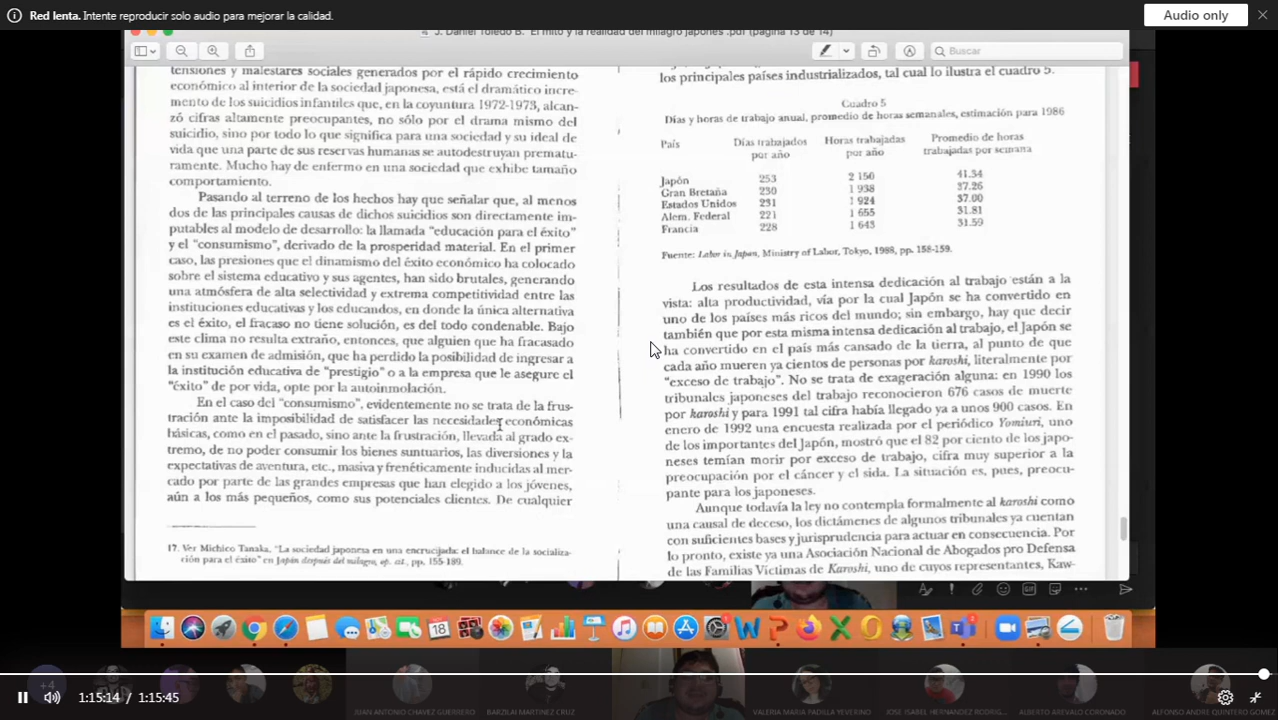 Red lenta. Intente reproducir solo audio para mejorar la calidad.
Audio only
J. Daniel Toledo B. El mito y la realidad del milagro japonés .pdf (página 13 de 14)
Buscar
tensiones y malestares sociales generados por el rápido crecimiento
económico al interior de la sociedad japonesa, está el dramático incre-
mento de los suicidios infantiles que, en la coyuntura 1972-1973, alcan-
zó cifras altamente preocupantes, no sólo por el drama mismo del
suicidio, sino por todo lo que significa para una sociedad y su ideal de
vida que una parte de sus reservas humanas se autodestruyan prematu-
ramente. Mucho hay de enfermo en una sociedad que exhibe tamaño
comportamiento.
Pasando al terreno de los hechos hay que señalar que, al menos
dos de las principales causas de dichos suicidios son directamente im-
putables al modelo de desarrollo: la llamada "educación para el éxito"
y el "consumismo", derivado de la prosperidad material. En el primer
caso, las presiones que el dinamismo del éxito económico ha colocado
sobre el sistema educativo y sus agentes, han sido brutales, generando
una atmósfera de alta selectividad y extrema competitividad entre las
instituciones educativas y los educandos, en donde la única alternativa
es el éxito, el fracaso no tiene solución, es del todo condenable. Bajo
este clima no resulta extraño, entonces, que alguien que ha fracasado
en su examen de admisión, que ha perdido la posibilidad de ingresar a
la institución educativa de "prestigio" o a la empresa que le asegure el
"éxito" de por vida, opte por la autoinmolación.
En el caso del "consumismo", evidentemente no se trata de la frus-
tración ante la imposibilidad de satisfacer las necesidades económicas
básicas, como en el pasado, sino ante la frustración, llevada al grado ex-
tremo, de no poder consumir los bienes suntuarios, las diversiones y la
expectativas de aventura, etc., masiva y frenéticamente inducidas al mer-
cado por parte de las grandes empresas que han elegido a los jóvenes,
aún a los más pequeños, como sus potenciales clientes. De cualquier
17. Ver Michico Tanaka, "La sociedad japonesa en una encrucijada: el balance de la socializa-
ción para el éxito" en Japón después del milagro, op. cit., pp. 155-189.
los principales países industrializados, tal cual lo ilustra el cuadro 5.
Cuadro 5
Días y horas de trabajo anual, promedio de horas semanales, estimación para 1986
País Días trabajados por año Horas trabajadas por año Promedio de horas trabajadas por semana
Japón 253 2 150 41.34
Gran Bretaña 230 1 938 37.26
Estados Unidos 231 1 924 37.00
Alem. Federal 221 1 655 31.81
Francia 228 1 643 31.59
Fuente: Labor in Japan, Ministry of Labor, Tokyo, 1988, pp. 158-159.
Los resultados de esta intensa dedicación al trabajo están a la
vista: alta productividad, vía por la cual Japón se ha convertido en
uno de los países más ricos del mundo; sin embargo, hay que decir
también que por esta misma intensa dedicación al trabajo, el Japón se
ha convertido en el país más cansado de la tierra, al punto de que
cada año mueren ya cientos de personas por karoshi, literalmente por
"exceso de trabajo". No se trata de exageración alguna: en 1990 los
tribunales japoneses del trabajo reconocieron 676 casos de muerte
por karoshi y para 1991 tal cifra había llegado ya a unos 900 casos. En
enero de 1992 una encuesta realizada por el periódico Yomiuri, uno
de los importantes del Japón, mostró que el 82 por ciento de los japo-
neses temían morir por exceso de trabajo, cifra muy superior a la
preocupación por el cáncer y el sida. La situación es, pues, preocu-
pante para los japoneses.
Aunque todavía la ley no contempla formalmente al karoshi como
una causal de deceso, los dictámenes de algunos tribunales ya cuentan
con suficientes bases y jurisprudencia para actuar en consecuencia. Por
lo pronto, existe ya una Asociación Nacional de Abogados pro Defensa
de las Familias Víctimas de Karoshi, uno de cuyos representantes, Kaw-
18
+4
JUAN ANTONIO CHAVEZ GUERRERO
BARZILAI MARTINEZ CRUZ
VALERIA MARIA PADILLA YEVERINO
JOSE ISABEL HERNANDEZ RODRIG...
ALBERTO AREVALO CORONADO
ALFONSO ANDRE QUINTERO GOMEZ
1:15:14 / 1:15:45